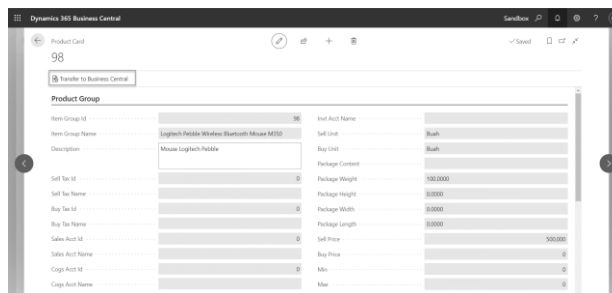 Dynamics 365 Business Central
Sandbox
Product Card
Saved
98
Transfer to Business Central
Product Group
Item Group Id 98
Item Group Name Logitech Pebble Wireless Bluetooth Mouse M350
Description Mouse Logitech Pebble
Sell Tax Id 0
Sell Tax Name
Buy Tax Id 0
Buy Tax Name
Sales Acct Id 0
Sales Acct Name
Cogs Acct Id 0
Cogs Acct Name
Invt Acct Name
Sell Unit Buah
Buy Unit Buah
Package Content
Package Weight 100,0000
Package Height 0.0000
Package Width 0.0000
Package Length 0.0000
Sell Price 500,000
Buy Price 0
Min 0
Max 0